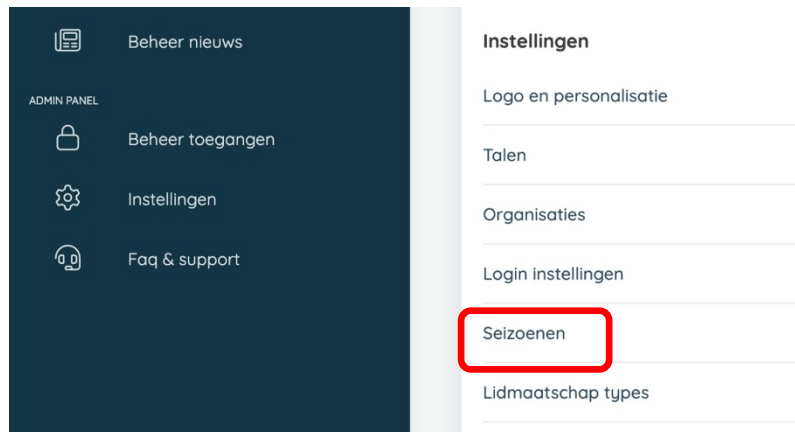 Beheer nieuws
ADMIN PANEL
Beheer toegangen
Instellingen
Faq & support
Instellingen
Logo en personalisatie
Talen
Organisaties
Login instellingen
Seizoenen
Lidmaatschap types